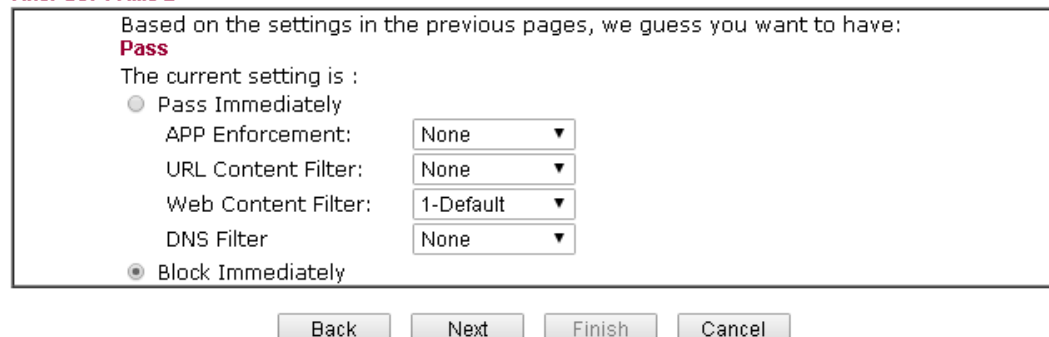 Based on the settings in the previous pages, we guess you want to have:
Pass
The current setting is :
Pass Immediately
APP Enforcement: None
URL Content Filter: None
Web Content Filter: 1-Default
DNS Filter None
Block Immediately
Back Next Finish Cancel